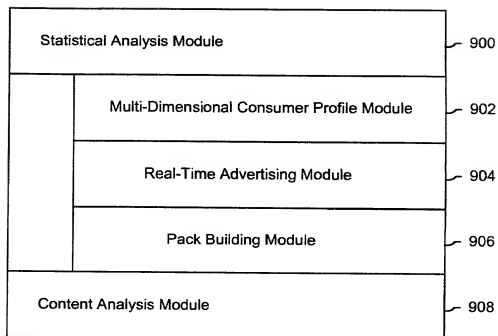 Statistical Analysis Module 900
Multi-Dimensional Consumer Profile Module 902
Real-Time Advertising Module 904
Pack Building Module 906
Content Analysis Module 908